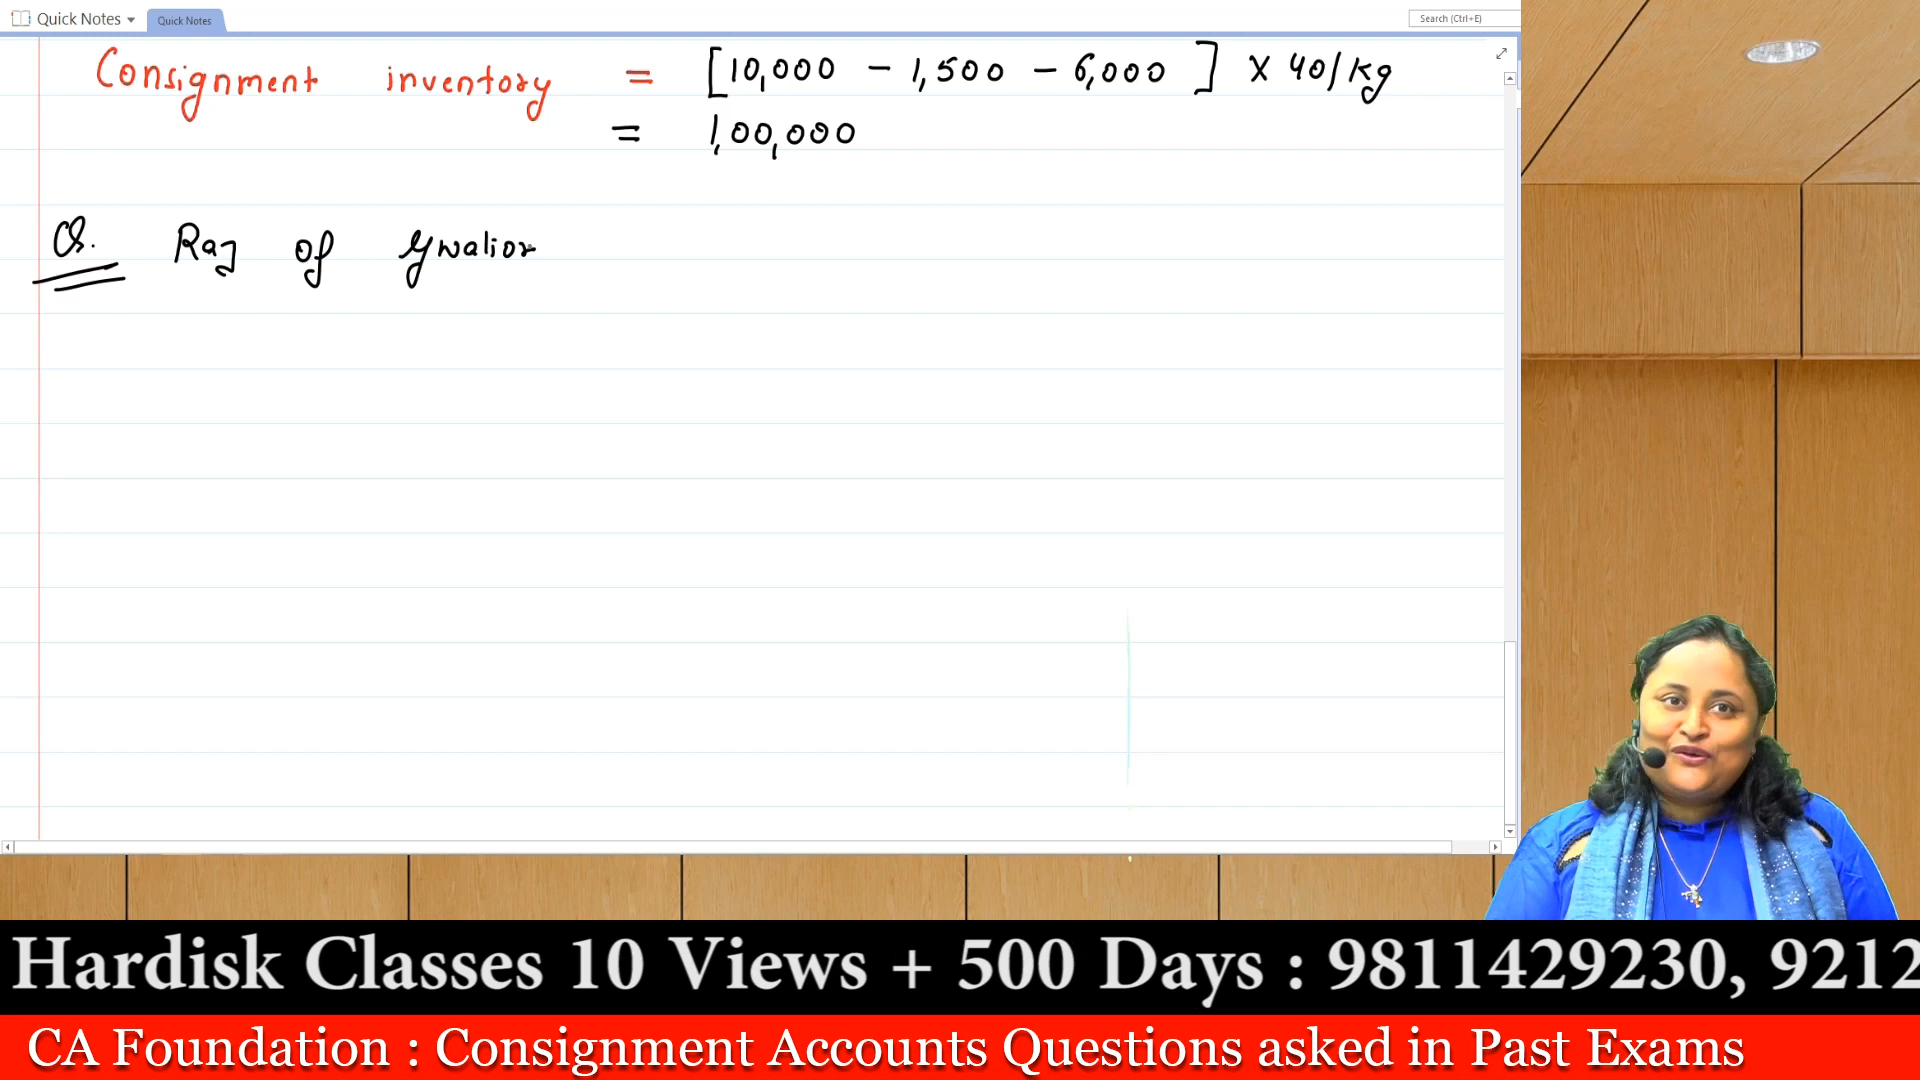 Quick Notes
Quick Notes
Search (Ctrl+E)
Consignment inventory = [10,000 - 1,500 - 6,000] × 40/kg
= 1,00,000
Q. Raj of Gwalior
Hardisk Classes 10 Views + 500 Days : 9811429230, 9212
CA Foundation : Consignment Accounts Questions asked in Past Exams